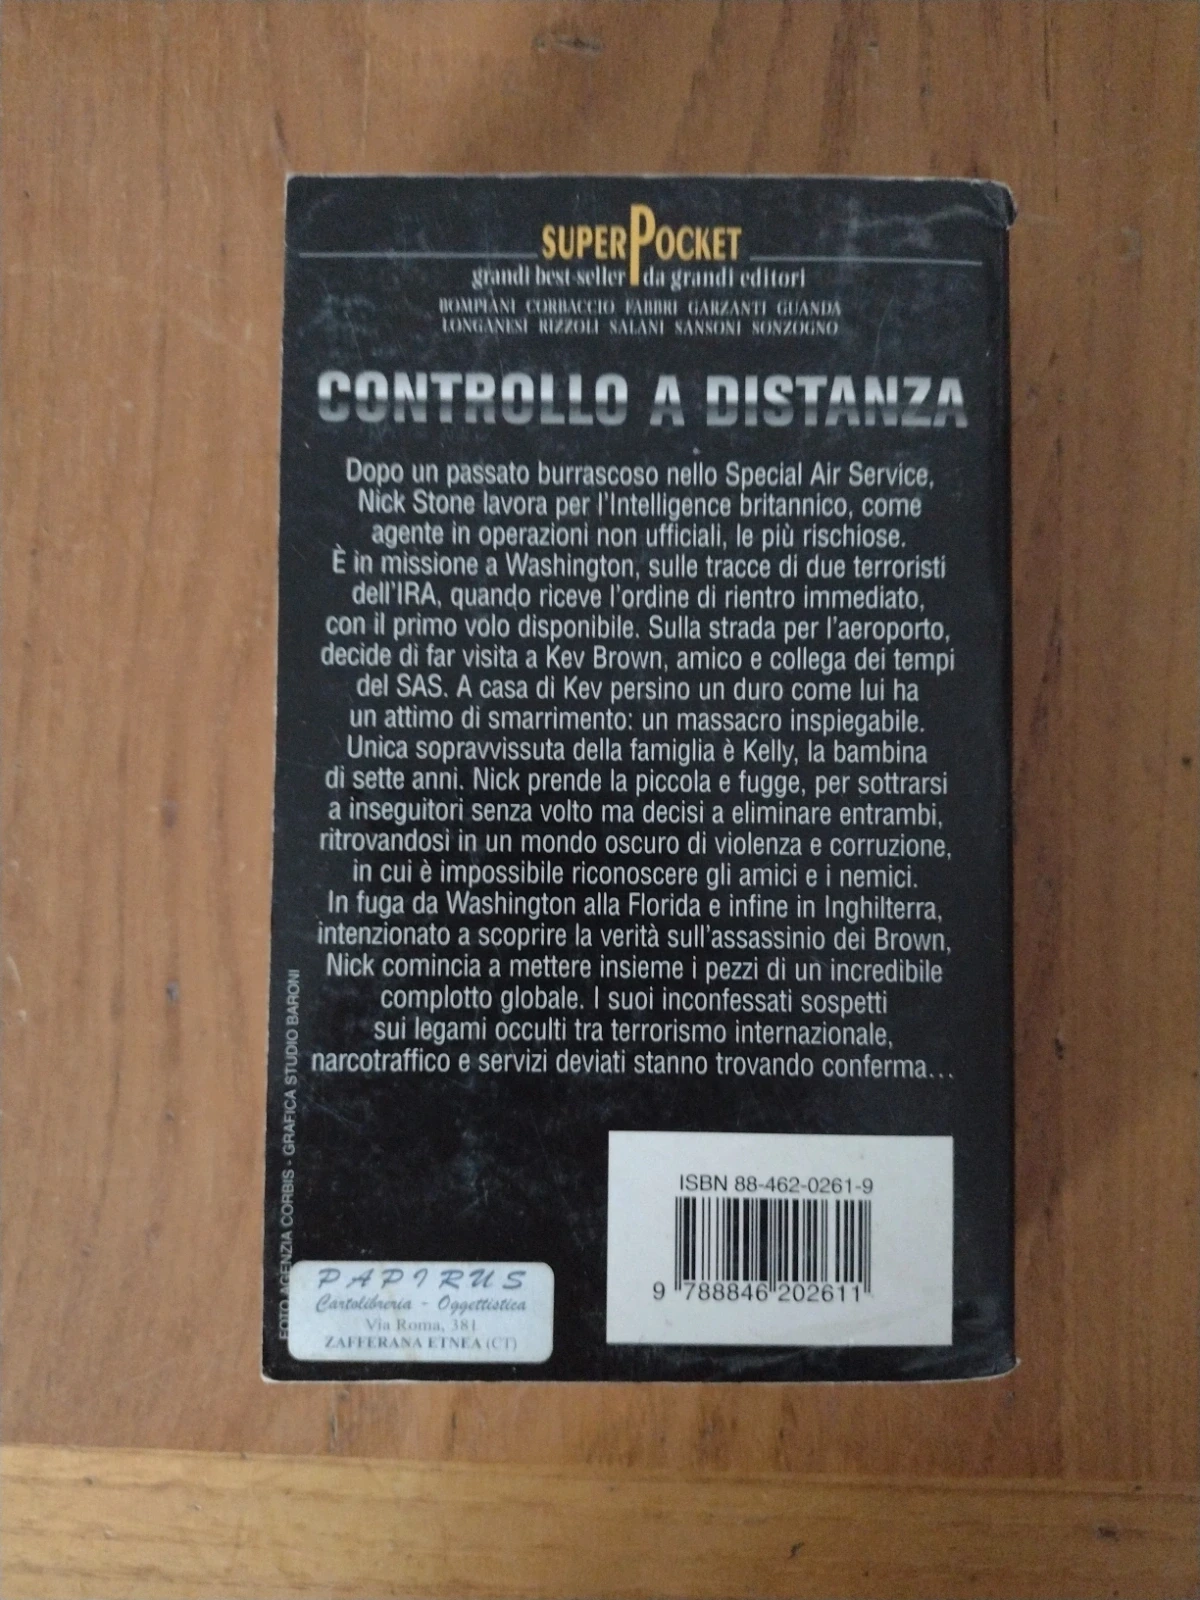 SUPERPOCKET
grandi best-seller da grandi editori
BOMPIANI CORBACCIO FABBRI GARZANTI GUANDA
LONGANESI RIZZOLI SALANI SANSONI SONZOGNO
CONTROLLO A DISTANZA
Dopo un passato burrascoso nello Special Air Service,
Nick Stone lavora per l'Intelligence britannico, come
agente in operazioni non ufficiali, le più rischiose.
È in missione a Washington, sulle tracce di due terroristi
dell'IRA, quando riceve l'ordine di rientro immediato,
con il primo volo disponibile. Sulla strada per l'aeroporto,
decide di far visita a Kev Brown, amico e collega dei tempi
del SAS. A casa di Kev persino un duro come lui ha
un attimo di smarrimento: un massacro inspiegabile.
Unica sopravvissuta della famiglia è Kelly, la bambina
di sette anni. Nick prende la piccola e fugge, per sottrarsi
a inseguitori senza volto ma decisi a eliminare entrambi,
ritrovandosi in un mondo oscuro di violenza e corruzione,
in cui è impossibile riconoscere gli amici e i nemici.
In fuga da Washington alla Florida e infine in Inghilterra,
intenzionato a scoprire la verità sull'assassinio dei Brown,
Nick comincia a mettere insieme i pezzi di un incredibile
complotto globale. I suoi inconfessati sospetti
sui legami occulti tra terrorismo internazionale,
narcotraffico e servizi deviati stanno trovando conferma...
FOTO AGENZIA CORBIS - GRAFICA STUDIO BARONI
ISBN 88-462-0261-9
9 788846 202611
PAPIRUS
Cartolibreria - Oggettistica
Via Roma, 381
ZAFFERANA ETNEA (CT)